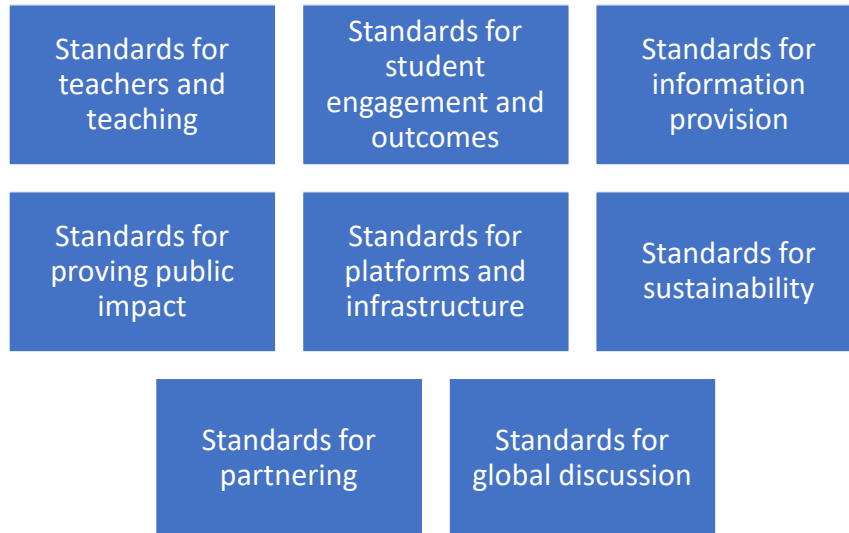 Standards for
teachers and
teaching
Standards for
student
engagement and
outcomes
Standards for
information
provision
Standards for
proving public
impact
Standards for
platforms and
infrastructure
Standards for
sustainability
Standards for
partnering
Standards for
global discussion